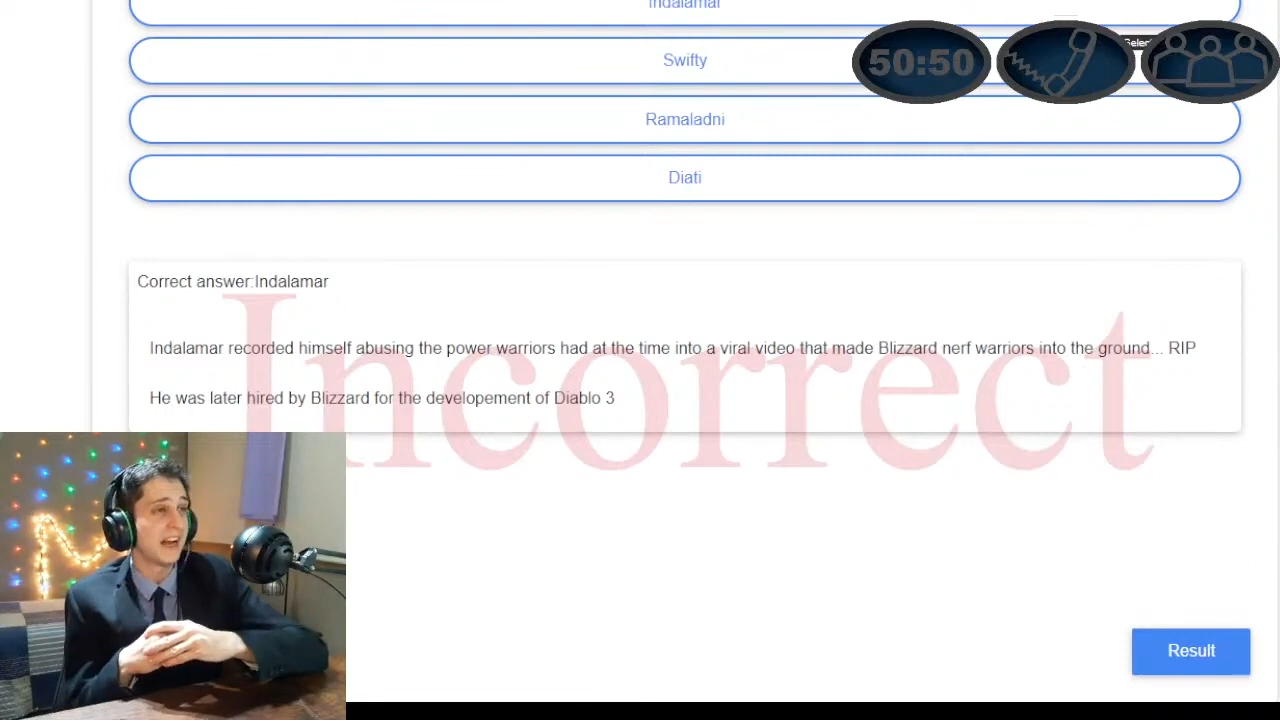 Indalamar
Swifty
50:50
Selec
Ramaladni
Diati
Correct answer:Indalamar
Indalamar recorded himself abusing the power warriors had at the time into a viral video that made Blizzard nerf warriors into the ground... RIP
He was later hired by Blizzard for the developement of Diablo 3
Incorrect
N
Result